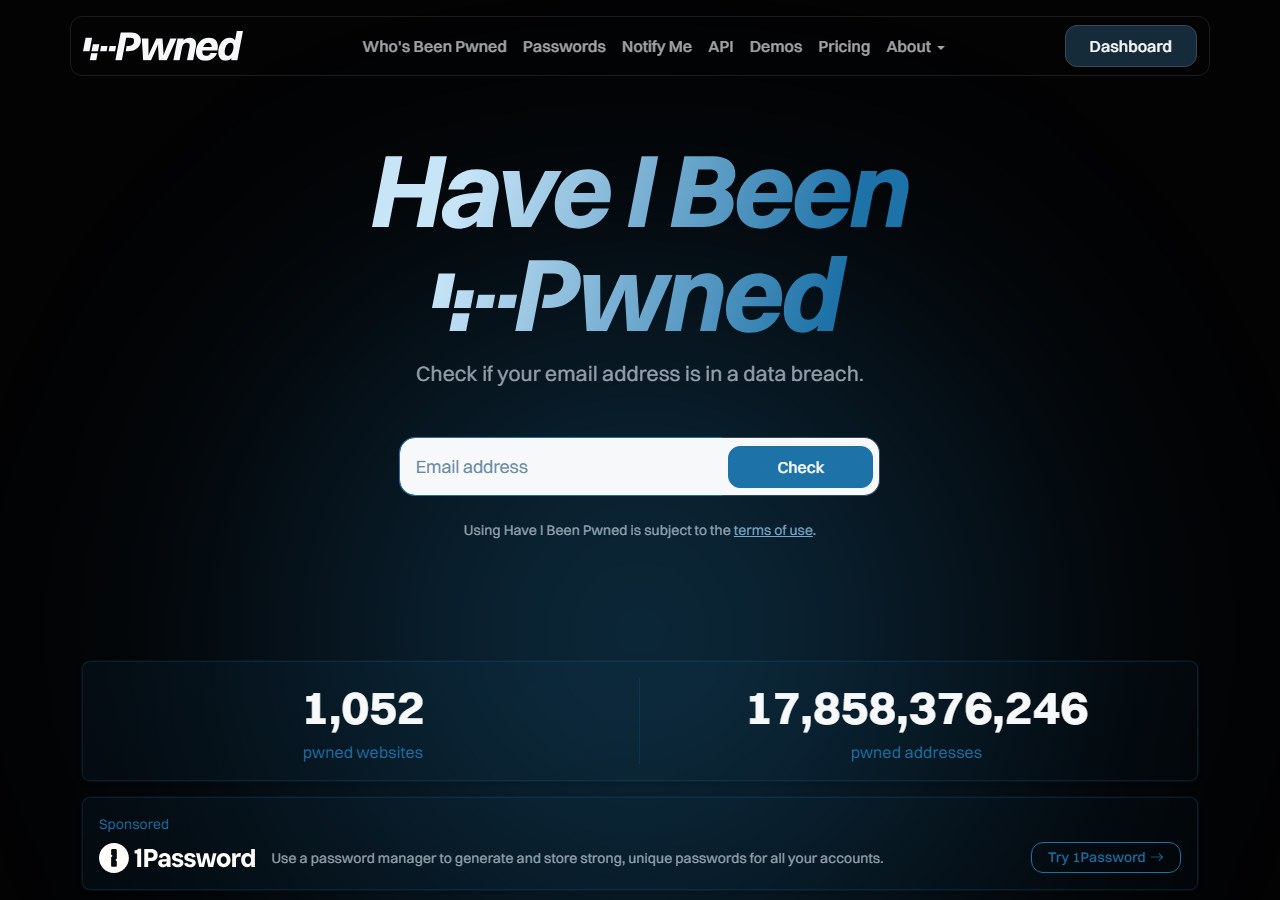 Pwned
Who's Been Pwned Passwords Notify Me API Demos Pricing About
Dashboard
Have I Been
Pwned
Check if your email address is in a data breach.
Email address
Check
Using Have I Been Pwned is subject to the terms of use.
1,052
pwned websites
17,858,376,246
pwned addresses
Sponsored
1Password
Use a password manager to generate and store strong, unique passwords for all your accounts.
Try 1Password →